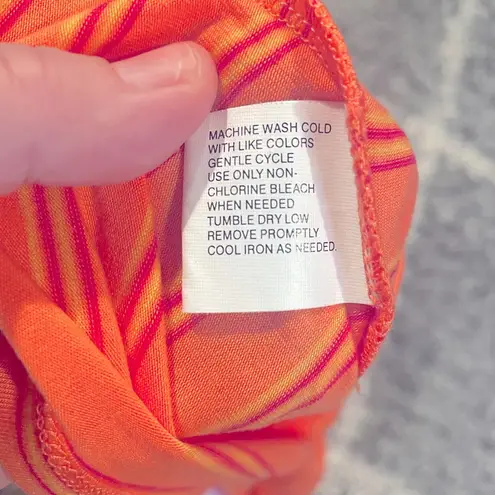 MACHINE WASH COLD
WITH LIKE COLORS
GENTLE CYCLE
USE ONLY NON-
CHLORINE BLEACH
WHEN NEEDED
TUMBLE DRY LOW
REMOVE PROMPTLY
COOL IRON AS NEEDED.